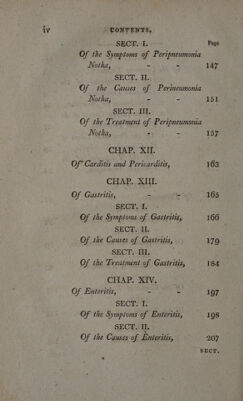 iv CONTENTS.
SECT. I. Page
Of the Symptoms of Peripneumonia
Notha, - - 147
SECT. II.
Of the Causes of Perineumonia
Notha, - - 151
SECT. III.
Of the Treatment of Peripneumonia
Notha, - - 157
CHAP. XII.
Of Carditis and Pericarditis, 163
CHAP. XIII.
Of Gastritis, - - 165
SECT. I.
Of the Symptoms of Gastritis, 166
SECT. II.
Of the Causes of Gastritis, 179
SECT. III.
Of the Treatment of Gastritis, 184
CHAP. XIV.
Of Enteritis, - - 197
SECT. I.
Of the Symptoms of Enteritis, 198
SECT. II.
Of the Causes of Enteritis, 207
SECT.